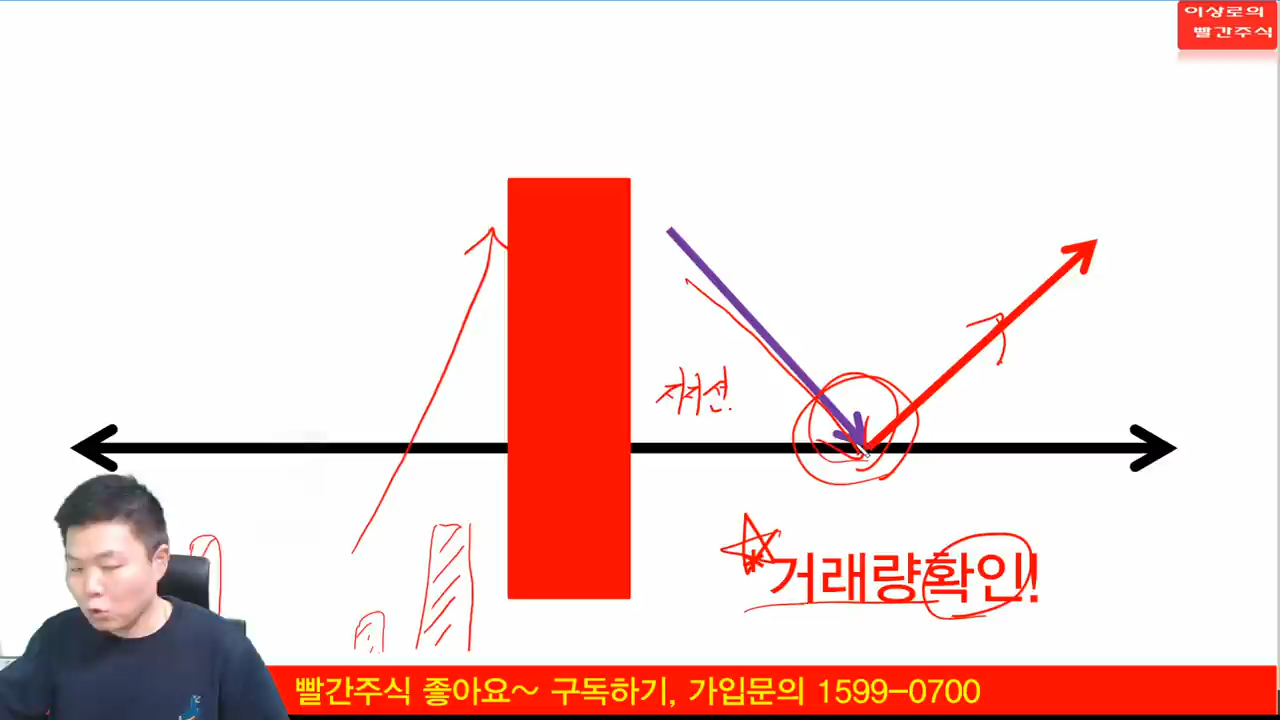 이상로의
빨간주식
지지선
거래량확인!
빨간주식 좋아요~ 구독하기, 가입문의 1599-0700